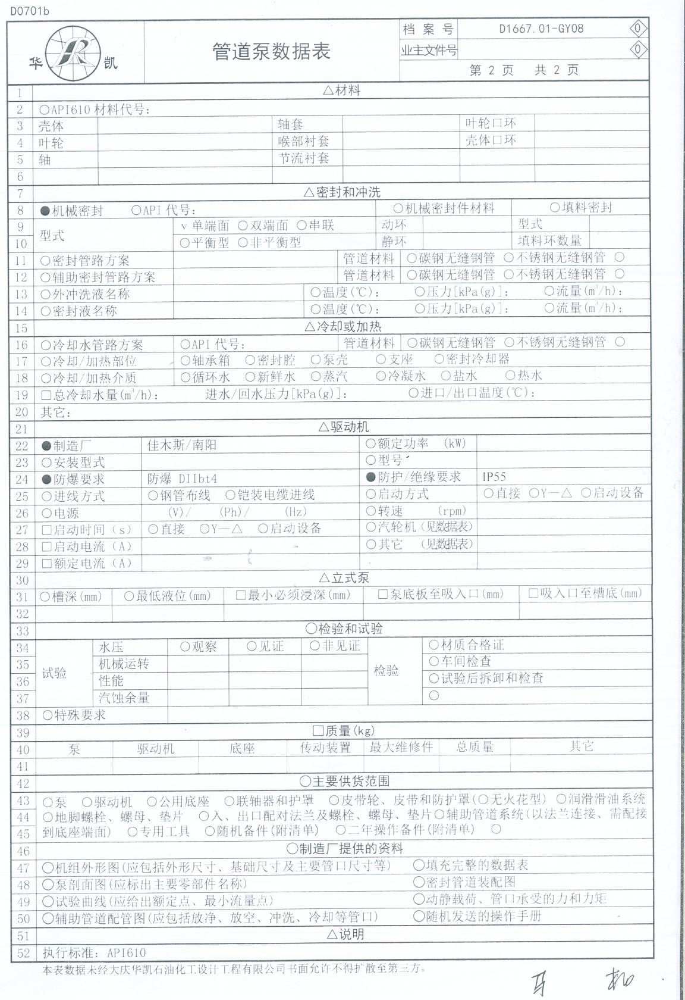 D0701b
华 凯
管道泵数据表
档 案 号 D1667.01-GY08 0
业主文件号 0
第 2 页 共 2 页
1 △材料
2 ○API610 材料代号:
3 壳体 轴套 叶轮口环
4 叶轮 喉部衬套 壳体口环
5 轴 节流衬套
6
7 △密封和冲洗
8 ●机械密封 ○API 代号: ○机械密封件材料 ○填料密封
9 型式 v 单端面 ○双端面 ○串联 动环 型式
10 ○平衡型 ○非平衡型 静环 填料环数量
11 ○密封管路方案 管道材料 ○碳钢无缝钢管 ○不锈钢无缝钢管 ○
12 ○辅助密封管路方案 管道材料 ○碳钢无缝钢管 ○不锈钢无缝钢管 ○
13 ○外冲洗液名称 ○温度(℃): ○压力[kPa(g)]: ○流量(m³/h):
14 ○密封液名称 ○温度(℃): ○压力[kPa(g)]: ○流量(m³/h):
15 △冷却或加热
16 ○冷却水管路方案 ○API 代号: 管道材料 ○碳钢无缝钢管 ○不锈钢无缝钢管 ○
17 ○冷却/加热部位 ○轴承箱 ○密封腔 ○泵壳 ○支座 ○密封冷却器
18 ○冷却/加热介质 ○循环水 ○新鲜水 ○蒸汽 ○冷凝水 ○盐水 ○热水
19 □总冷却水量(m³/h): 进水/回水压力[kPa(g)]: ○进口/出口温度(℃):
20 其它:
21 △驱动机
22 ●制造厂 佳木斯/南阳 ○额定功率 (kW)
23 ○安装型式 ○型号
24 ●防爆要求 防爆 DIIbt4 ●防护/绝缘要求 IP55
25 ○进线方式 ○钢管布线 ○铠装电缆进线 ○启动方式 ○直接 ○Y—△ ○启动设备
26 ○电源 (V)/ (Ph)/ (Hz) ○转速 (rpm)
27 □启动时间(s) ○直接 ○Y—△ ○启动设备 ○汽轮机(见数据表)
28 □启动电流(A) ○其它 (见数据表)
29 □额定电流(A)
30 △立式泵
31 ○槽深(mm) ○最低液位(mm) □最小必须浸深(mm) □泵底板至吸入口(mm) □吸入口至槽底(mm)
32
33 ○检验和试验
34 水压 ○观察 ○见证 ○非见证 ○材质合格证
35 试验 机械运转 检验 ○车间检查
36 性能 ○试验后拆卸和检查
37 汽蚀余量 ○
38 ○特殊要求
39 □质量(kg)
40 泵 驱动机 底座 传动装置 最大维修件 总质量 其它
41
42 ○主要供货范围
43 ○泵 ○驱动机 ○公用底座 ○联轴器和护罩 ○皮带轮、皮带和防护罩(○无火花型) ○润滑滑油系统
44 ○地脚螺栓、螺母、垫片 ○入、出口配对法兰及螺栓、螺母、垫片○辅助管道系统(以法兰连接、需配接
45 到底座端面) ○专用工具 ○随机备件(附清单) ○二年操作备件(附清单) ○
46 ○制造厂提供的资料
47 ○机组外形图(应包括外形尺寸、基础尺寸及主要管口尺寸等) ○填充完整的数据表
48 ○泵剖面图(应标出主要零部件名称) ○密封管道装配图
49 ○试验曲线(应给出额定点、最小流量点) ○动静载荷、管口承受的力和力矩
50 ○辅助管道配管图(应包括放净、放空、冲洗、冷却等管口) ○随机发送的操作手册
51 △说明
52 执行标准: API610
本表数据未经大庆华凯石油化工设计工程有限公司书面允许不得扩散至第三方。